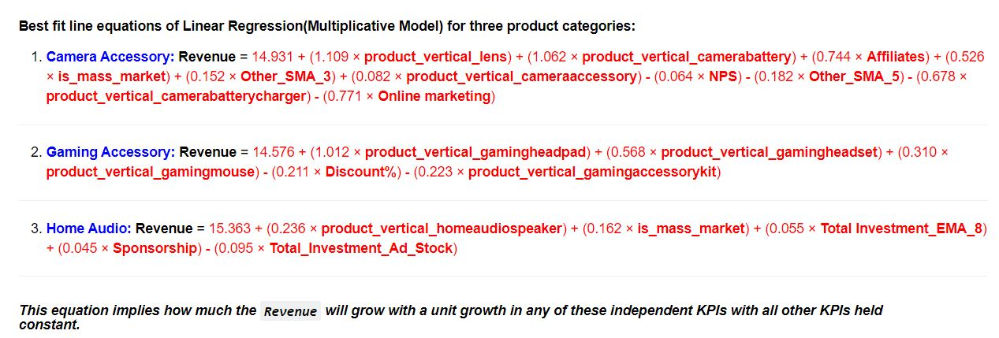 Best fit line equations of Linear Regression(Multiplicative Model) for three product categories:
1. Camera Accessory: Revenue = 14.931 + (1.109 × product_vertical_lens) + (1.062 × product_vertical_camerabattery) + (0.744 × Affiliates) + (0.526
× is_mass_market) + (0.152 × Other_SMA_3) + (0.082 × product_vertical_cameraaccessory) - (0.064 × NPS) - (0.182 × Other_SMA_5) - (0.678 ×
product_vertical_camerabatterycharger) - (0.771 × Online marketing)
2. Gaming Accessory: Revenue = 14.576 + (1.012 × product_vertical_gamingheadpad) + (0.568 × product_vertical_gamingheadset) + (0.310 ×
product_vertical_gamingmouse) - (0.211 × Discount%) - (0.223 × product_vertical_gamingaccessorykit)
3. Home Audio: Revenue = 15.363 + (0.236 × product_vertical_homeaudiospeaker) + (0.162 × is_mass_market) + (0.055 × Total Investment_EMA_8)
+ (0.045 × Sponsorship) - (0.095 × Total_Investment_Ad_Stock)
This equation implies how much the Revenue will grow with a unit growth in any of these independent KPIs with all other KPIs held
constant.